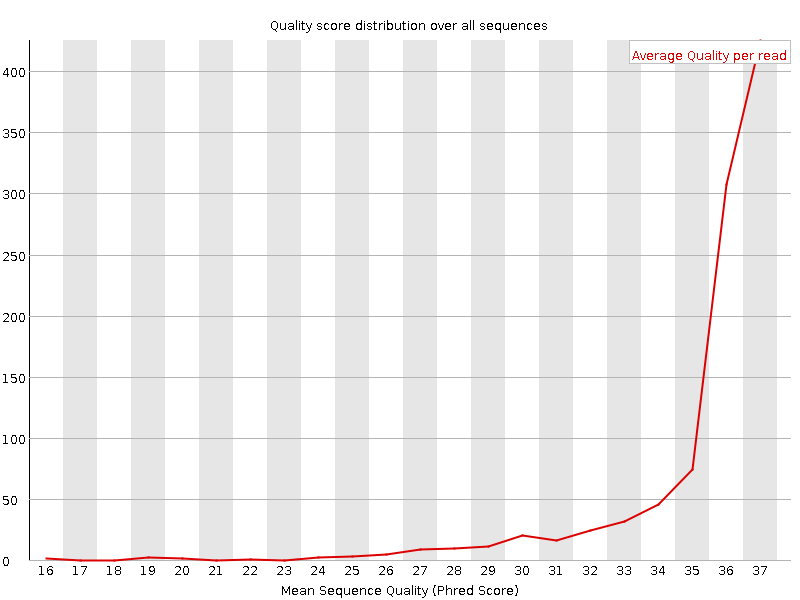 Quality score distribution over all sequences
Average Quality per read
400
350
300
250
200
150
100
50
0
16 17 18 19 20 21 22 23 24 25 26 27 28 29 30 31 32 33 34 35 36 37
Mean Sequence Quality (Phred Score)